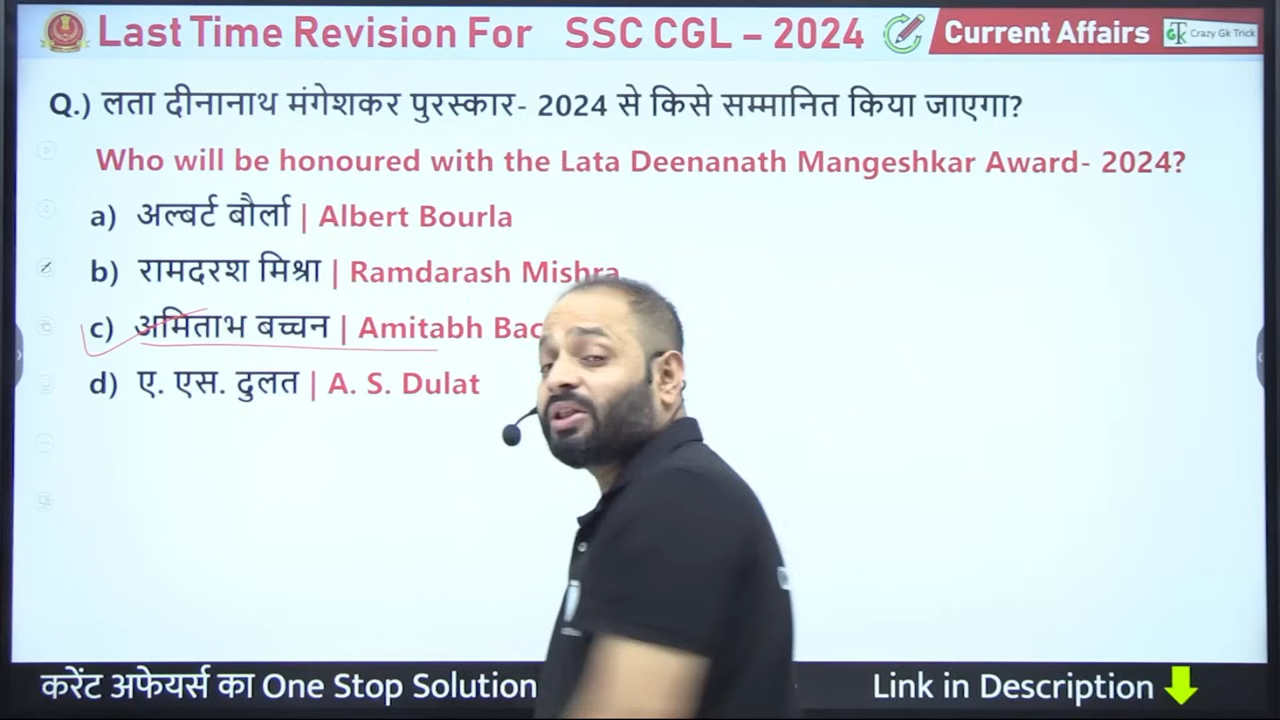 Last Time Revision For SSC CGL – 2024 Current Affairs Crazy Gk Trick
Q.) लता दीनानाथ मंगेशकर पुरस्कार- 2024 से किसे सम्मानित किया जाएगा?
Who will be honoured with the Lata Deenanath Mangeshkar Award- 2024?
a) अल्बर्ट बौर्ला | Albert Bourla
b) रामदरश मिश्रा | Ramdarash Mishra
c) अमिताभ बच्चन | Amitabh Bac
d) ए. एस. दुलत | A. S. Dulat
करेंट अफेयर्स का One Stop Solution
Link in Description